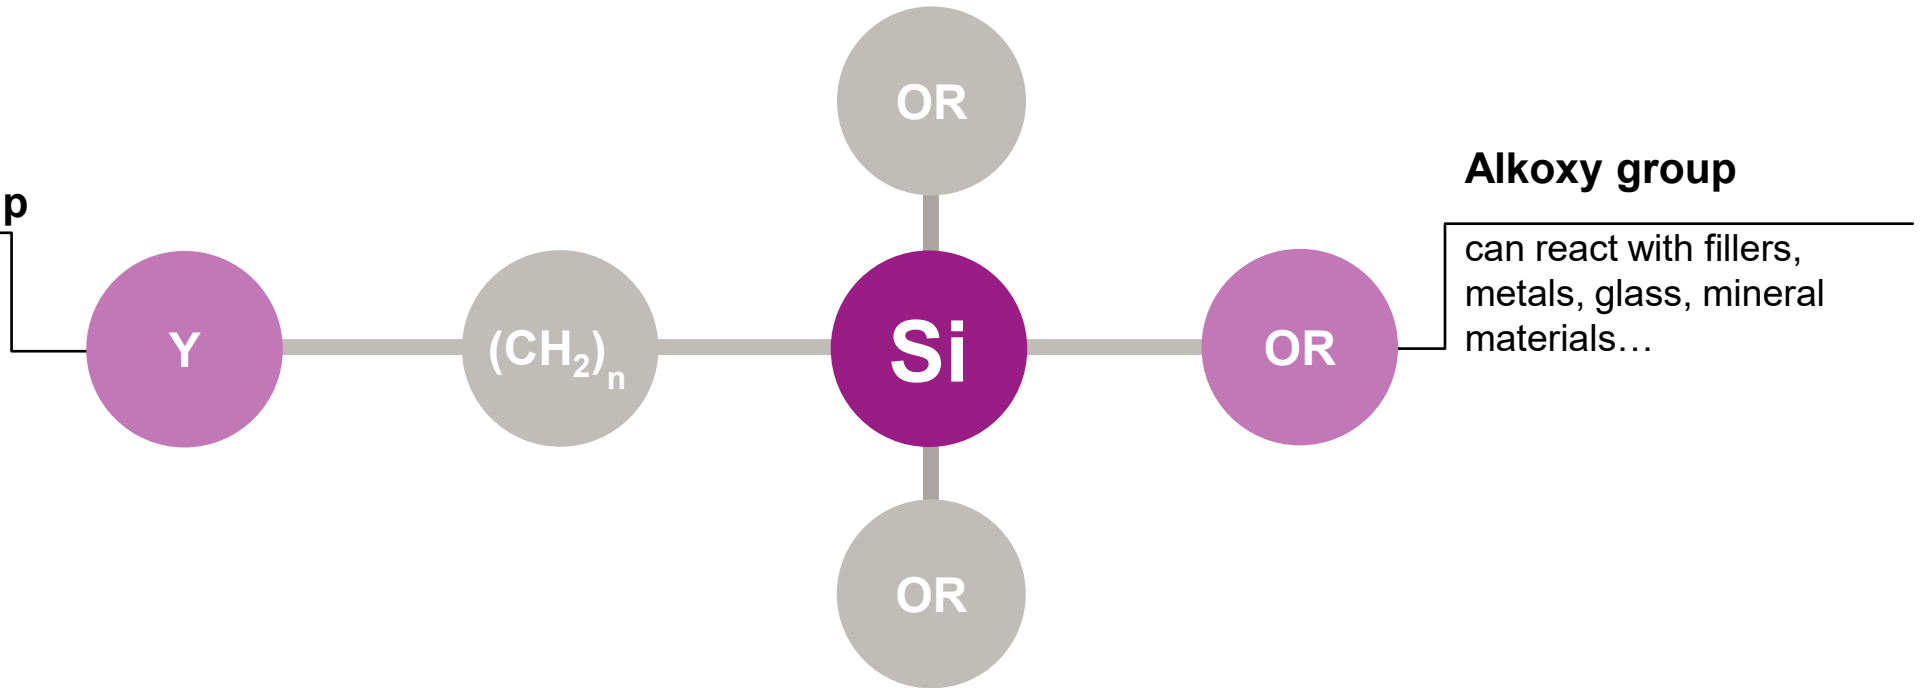 OR
Alkoxy group
p
can react with fillers,
metals, glass, mineral
materials…
Y
(CH₂)ₙ
Si
OR
OR